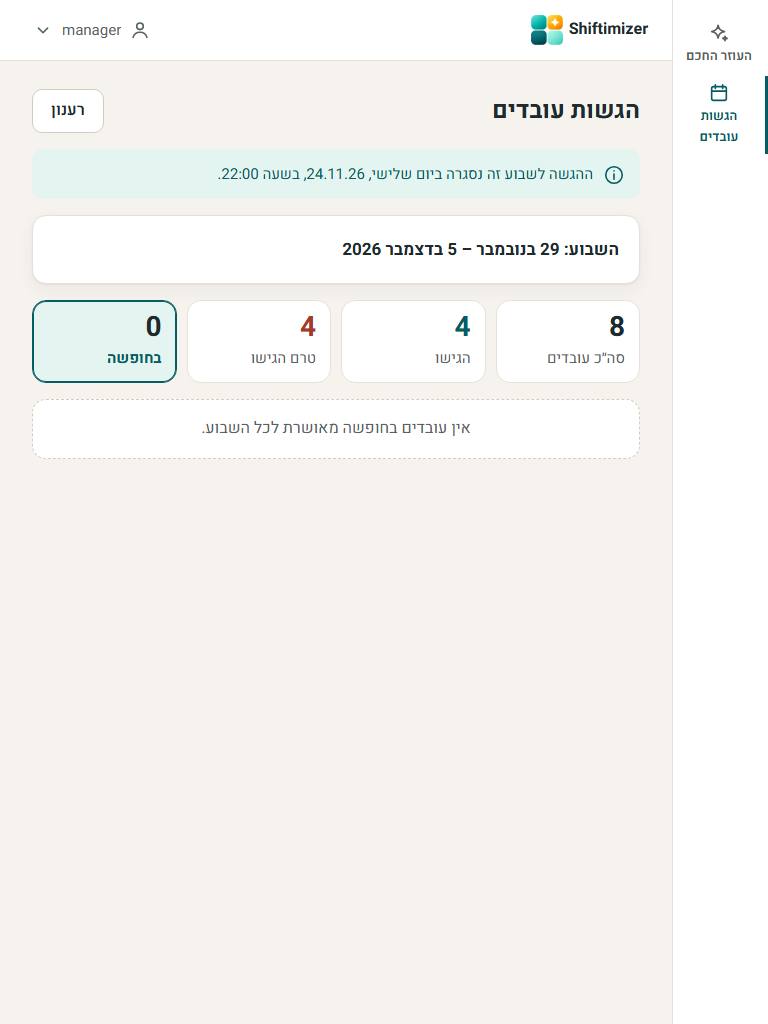 Shiftimizer
manager
העוזר החכם
הגשות
עובדים
הגשות עובדים
רענון
ההגשה לשבוע זה נסגרה ביום שלישי, 24.11.26, בשעה 22:00.
השבוע: 29 בנובמבר – 5 בדצמבר 2026
8
סה״כ עובדים
4
הגישו
4
טרם הגישו
0
בחופשה
אין עובדים בחופשה מאושרת לכל השבוע.